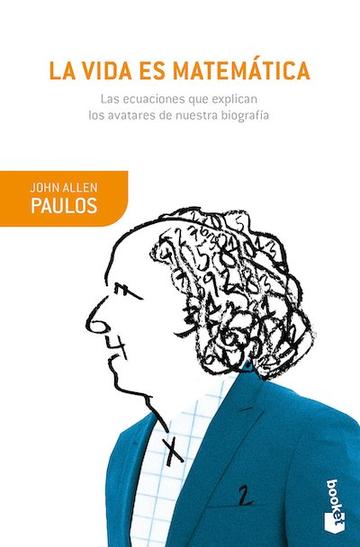 LA VIDA ES MATEMÁTICA
Las ecuaciones que explican
los avatares de nuestra biografía
JOHN ALLEN
PAULOS
booket